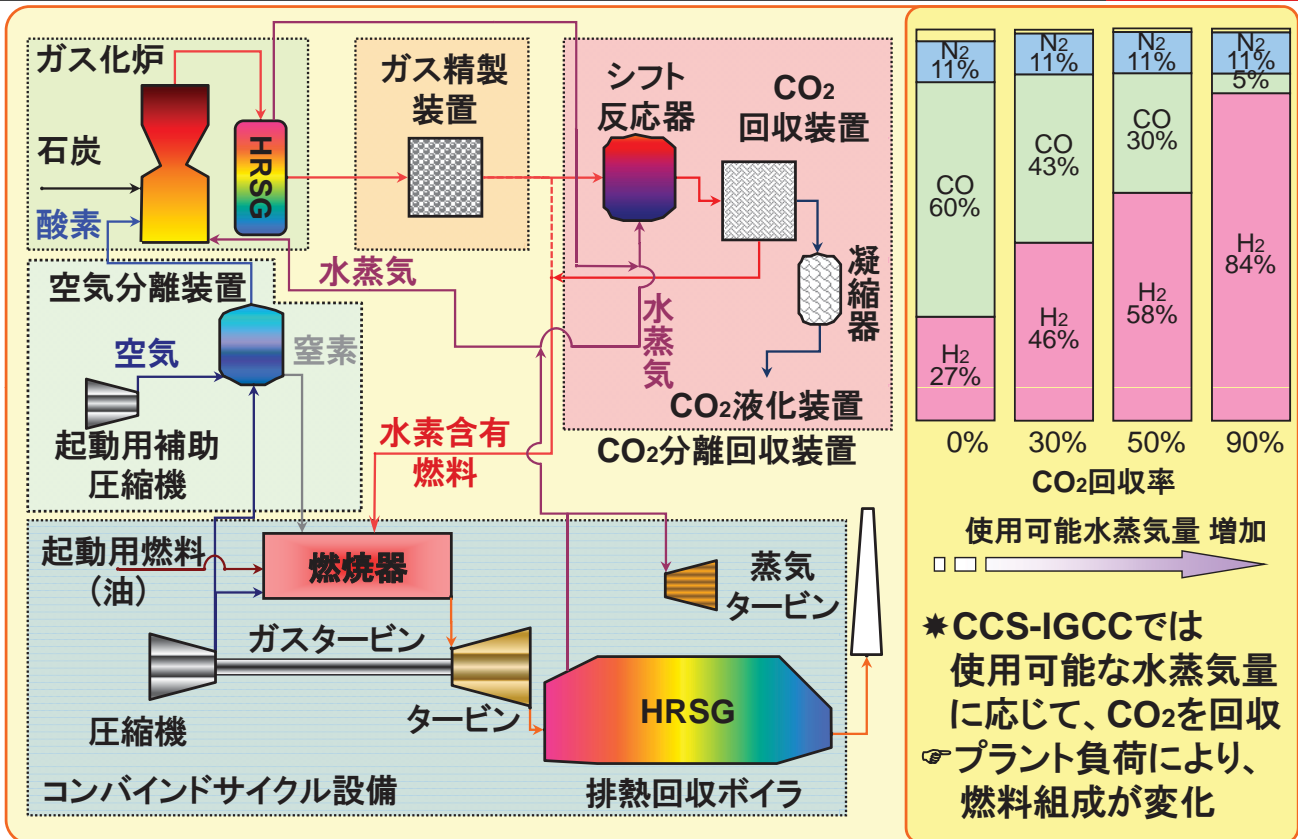 ガス化炉
石炭
酸素
HRSG
ガス精製
装置
シフト
反応器
CO2
回収装置
凝
縮
器
水蒸気
水
蒸
気
CO2液化装置
CO2分離回収装置
空気分離装置
空気
窒素
起動用補助
圧縮機
水素含有
燃料
起動用燃料
(油)
燃焼器
ガスタービン
圧縮機
タービン
蒸気
タービン
HRSG
コンバインドサイクル設備
排熱回収ボイラ
N2
11%
CO
60%
H2
27%
N2
11%
CO
43%
H2
46%
N2
11%
CO
30%
H2
58%
N2
11%
5%
H2
84%
0% 30% 50% 90%
CO2回収率
使用可能水蒸気量 増加
✷CCS-IGCCでは
使用可能な水蒸気量
に応じて、CO2を回収
☞プラント負荷により、
燃料組成が変化